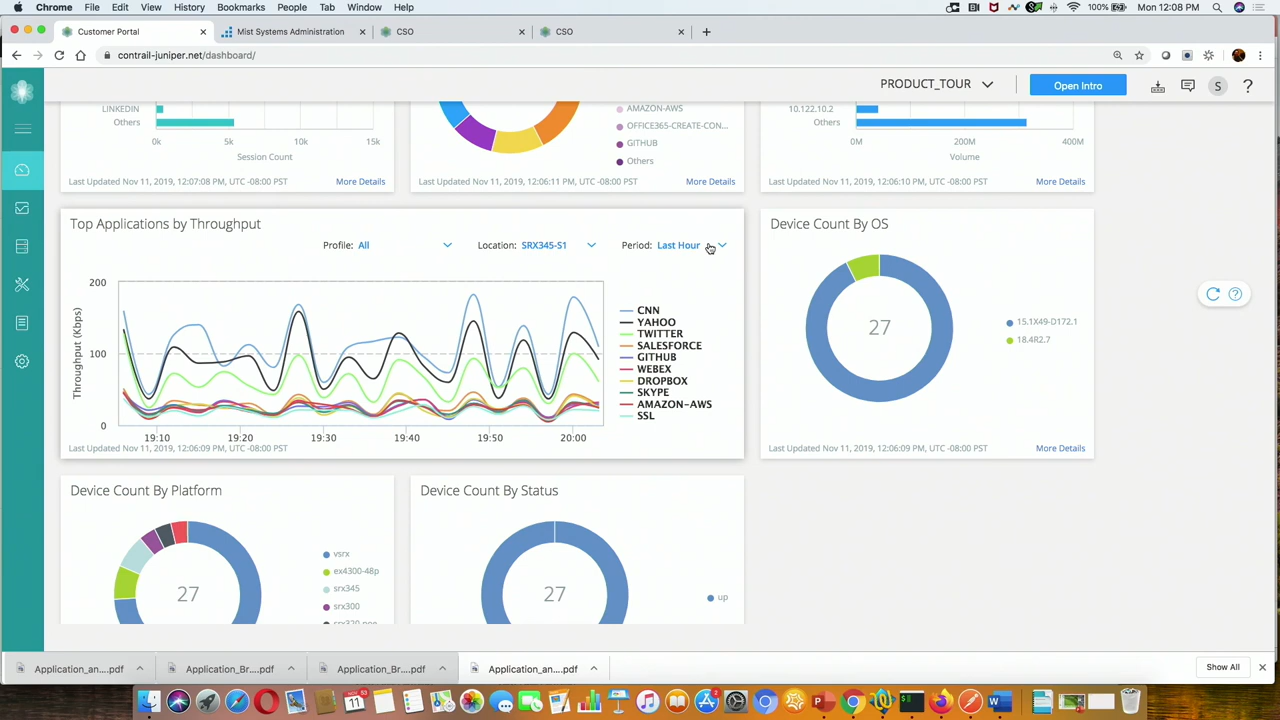 Chrome File Edit View History Bookmarks People Tab Window Help
100% Mon 12:08 PM
Customer Portal
Mist Systems Administration
CSO
CSO
contrail-juniper.net/dashboard/
PRODUCT_TOUR
Open Intro
S
?
LINKEDIN
Others
0k 5k 10k 15k
Session Count
Last Updated Nov 11, 2019, 12:07:08 PM, UTC -08:00 PST
More Details
AMAZON-AWS
OFFICE365-CREATE-CON...
GITHUB
Others
Last Updated Nov 11, 2019, 12:06:11 PM, UTC -08:00 PST
More Details
10.122.10.2
Others
0M 200M 400M
Volume
Last Updated Nov 11, 2019, 12:06:10 PM, UTC -08:00 PST
More Details
Top Applications by Throughput
Profile: All
Location: SRX345-S1
Period: Last Hour
Throughput (Kbps)
200
100
0
19:10 19:20 19:30 19:40 19:50 20:00
CNN
YAHOO
TWITTER
SALESFORCE
GITHUB
WEBEX
DROPBOX
SKYPE
AMAZON-AWS
SSL
Last Updated Nov 11, 2019, 12:06:09 PM, UTC -08:00 PST
Device Count By OS
27
15.1X49-D172.1
18.4R2.7
Last Updated Nov 11, 2019, 12:06:09 PM, UTC -08:00 PST
More Details
Device Count By Platform
27
vsrx
ex4300-48p
srx345
srx300
Device Count By Status
27
up
Application_an....pdf
Application_Br....pdf
Application_Br....pdf
Application_an....pdf
Show All